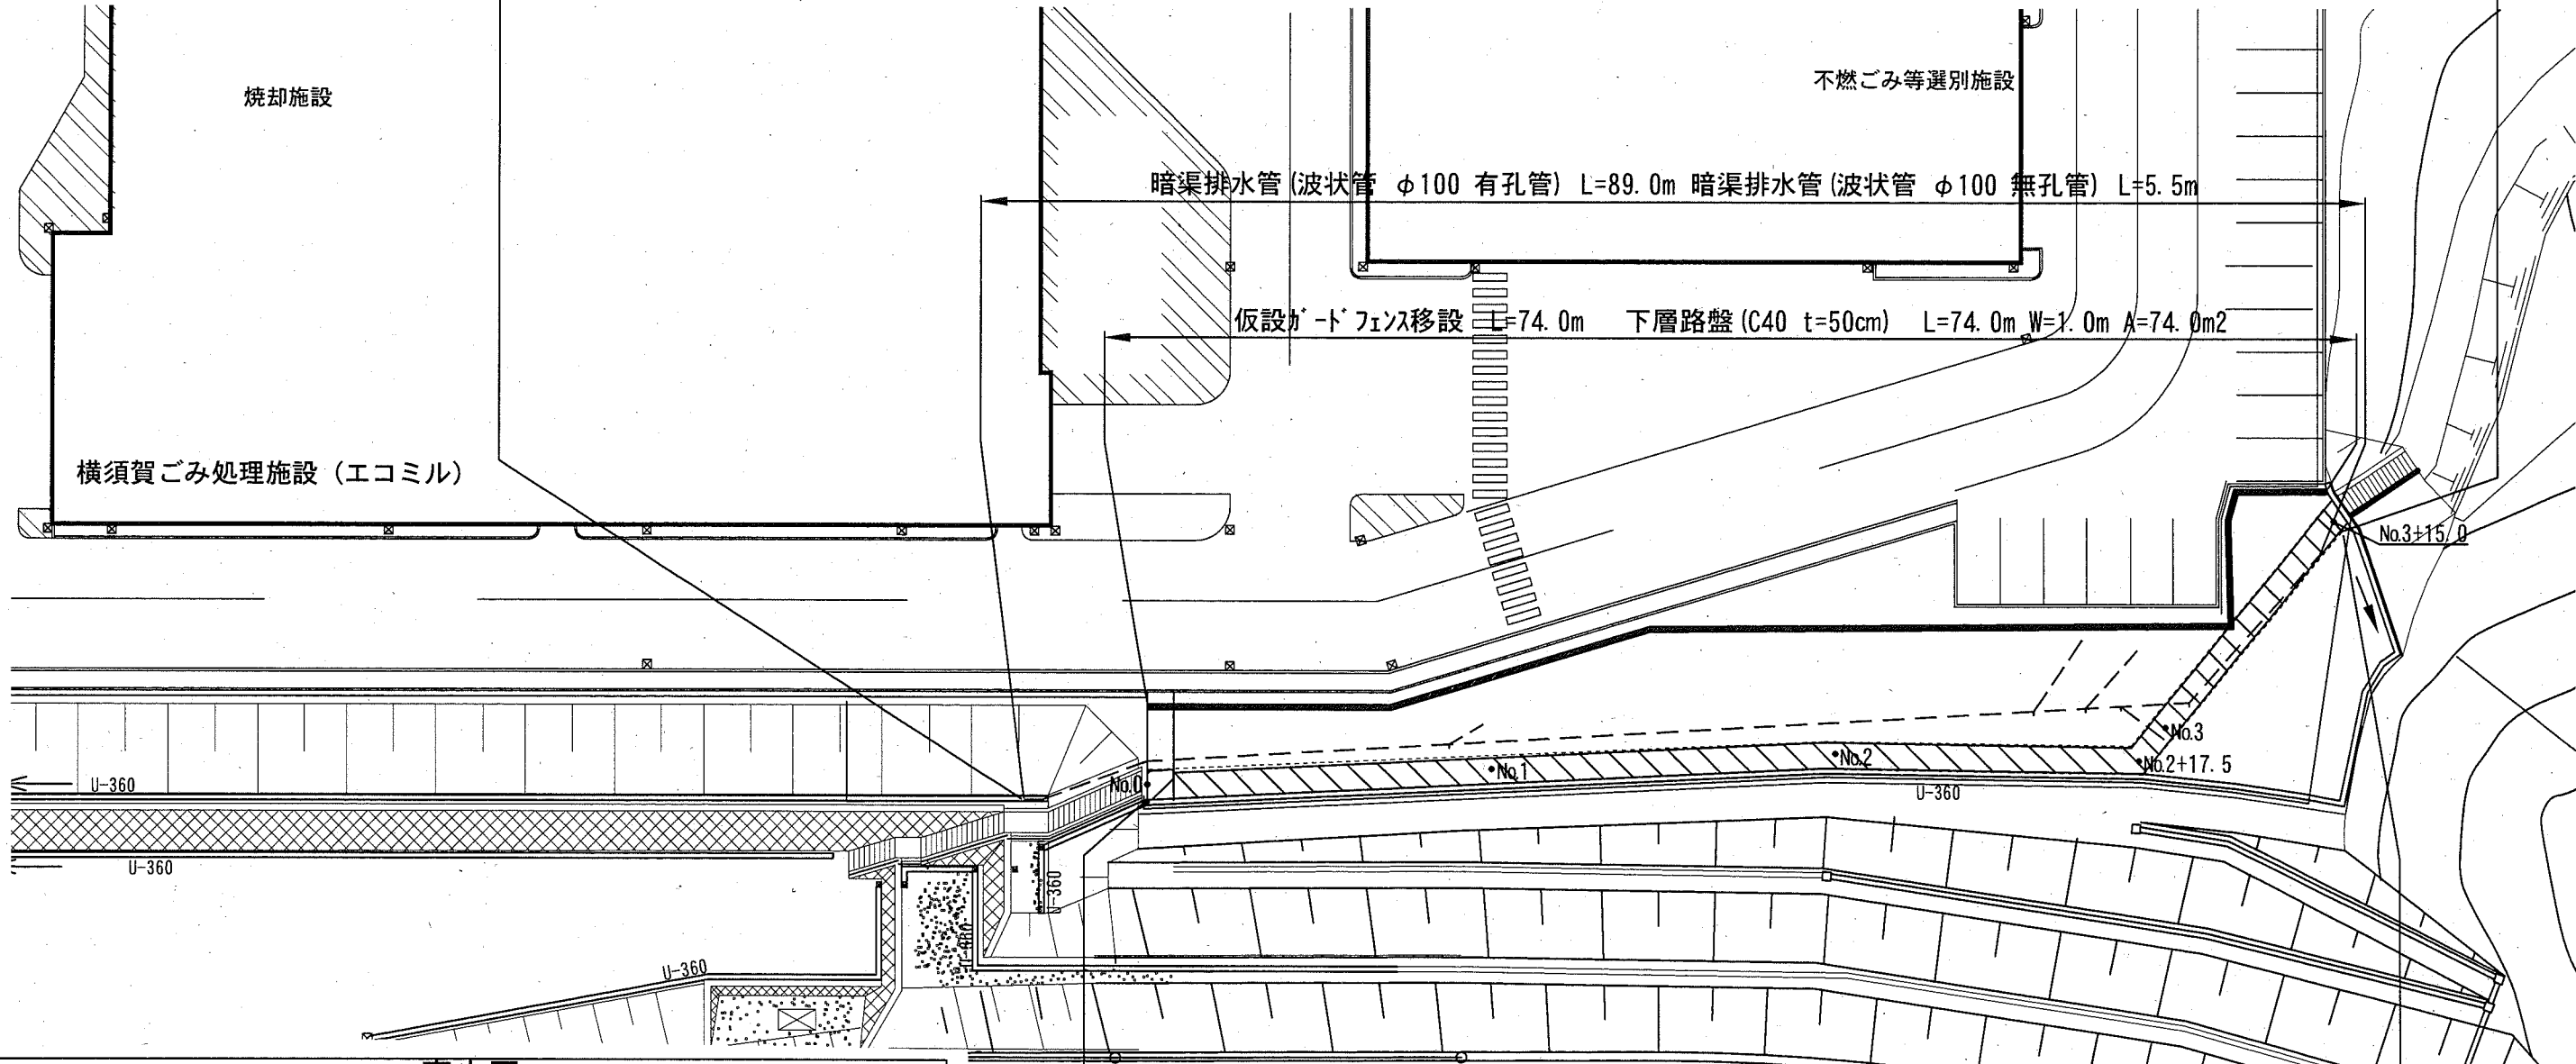 焼却施設
不燃ごみ等選別施設
暗渠排水管(波状管 φ100 有孔管) L=89.0m 暗渠排水管(波状管 φ100 無孔管) L=5.5m
仮設ガードフェンス移設 L=74.0m 下層路盤(C40 t=50cm) L=74.0m W=1.0m A=74.0m2
横須賀ごみ処理施設（エコミル）
No.3+15.0
No.3
No.2
No.2+17.5
No.1
No.0
U-360
U-360
U-360
U-360
U-360